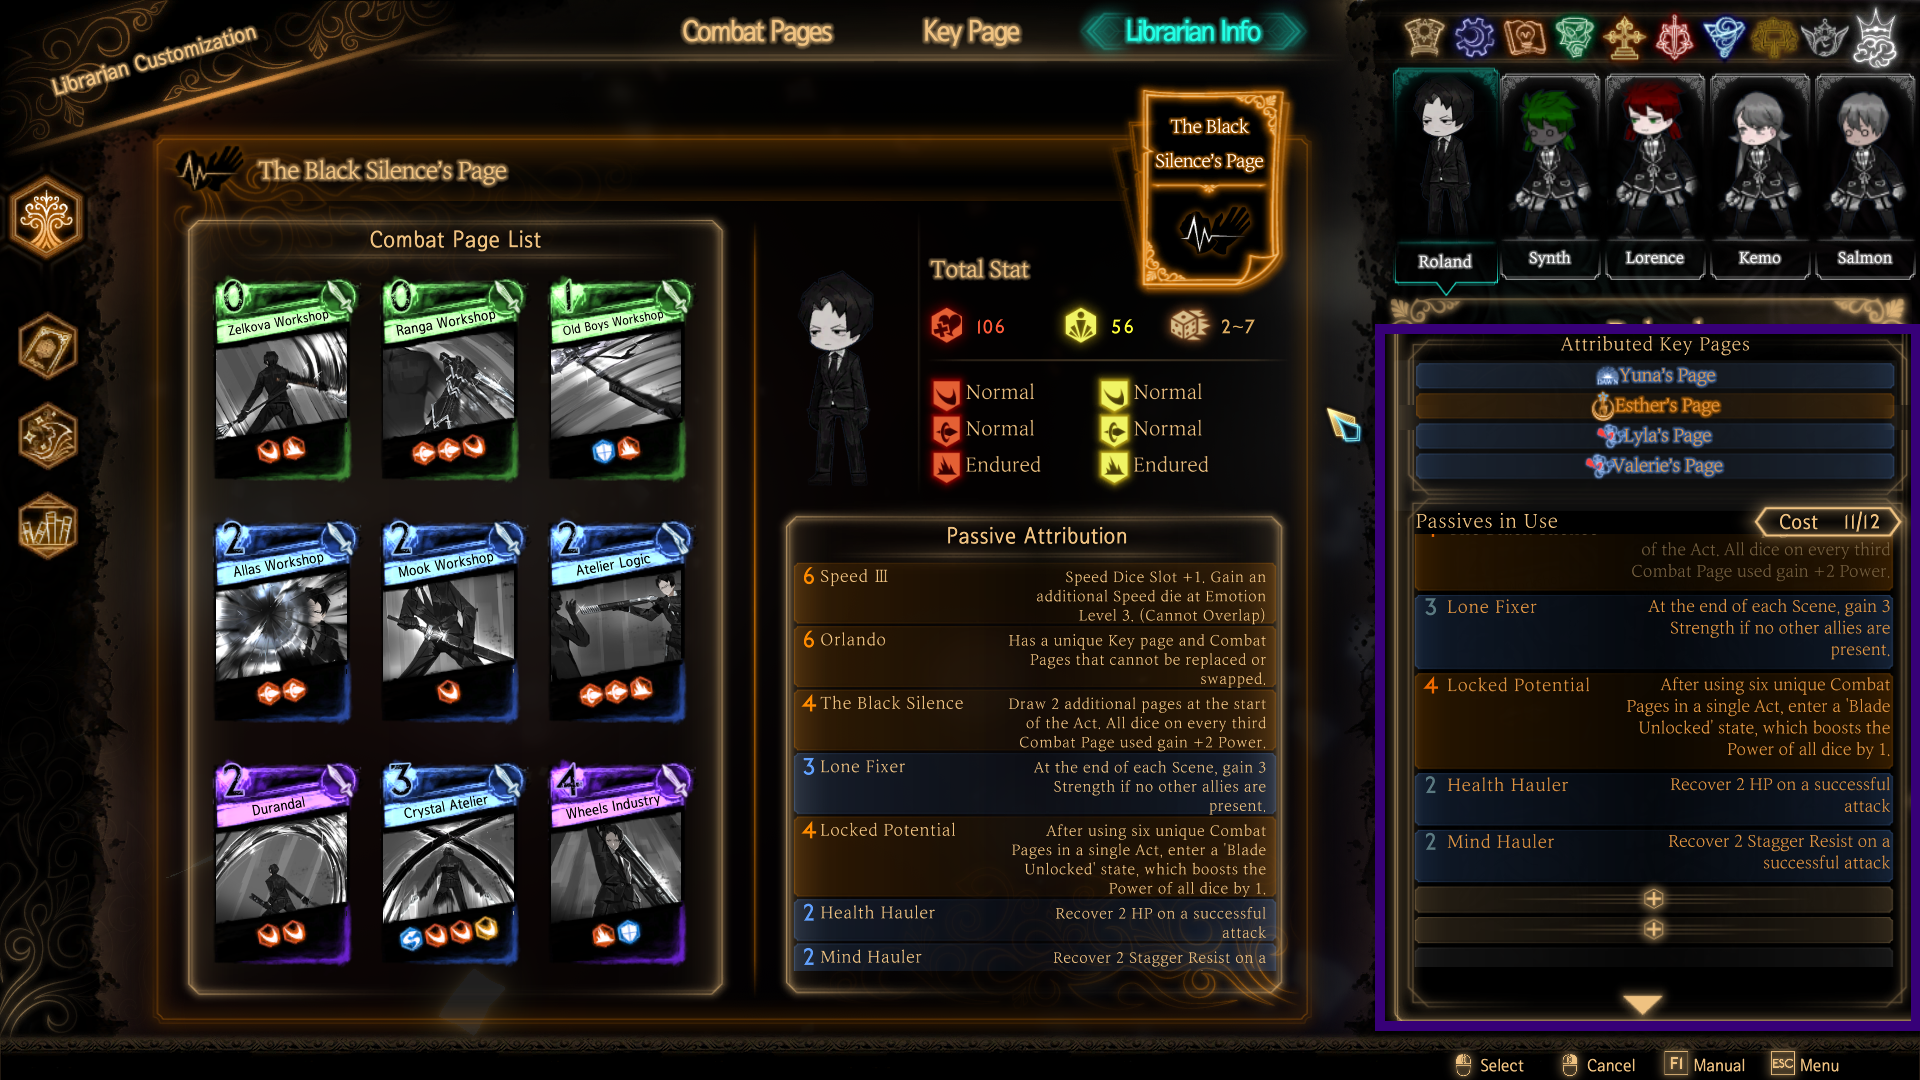 Librarian Customization
Combat Pages
Key Page
Librarian Info
The Black Silence's Page
The Black
Silence's Page
Combat Page List
0
Zelkova Workshop
0
Ranga Workshop
1
Old Boys Workshop
2
Allas Workshop
2
Mook Workshop
2
Atelier Logic
2
Durandal
3
Crystal Atelier
4
Wheels Industry
Total Stat
106
56
2~7
Normal
Normal
Normal
Normal
Endured
Endured
Passive Attribution
6 Speed III
Speed Dice Slot +1. Gain an
additional Speed die at Emotion
Level 3. (Cannot Overlap)
6 Orlando
Has a unique Key page and Combat
Pages that cannot be replaced or
swapped.
4 The Black Silence
Draw 2 additional pages at the start
of the Act. All dice on every third
Combat Page used gain +2 Power.
3 Lone Fixer
At the end of each Scene, gain 3
Strength if no other allies are
present.
4 Locked Potential
After using six unique Combat
Pages in a single Act, enter a 'Blade
Unlocked' state, which boosts the
Power of all dice by 1.
2 Health Hauler
Recover 2 HP on a successful
attack
2 Mind Hauler
Recover 2 Stagger Resist on a
Roland
Synth
Lorence
Kemo
Salmon
Attributed Key Pages
Yuna's Page
Esther's Page
Lyla's Page
Valerie's Page
Passives in Use
Cost 11/12
of the Act. All dice on every third
Combat Page used gain +2 Power.
3 Lone Fixer
At the end of each Scene, gain 3
Strength if no other allies are
present.
4 Locked Potential
After using six unique Combat
Pages in a single Act, enter a 'Blade
Unlocked' state, which boosts the
Power of all dice by 1.
2 Health Hauler
Recover 2 HP on a successful
attack
2 Mind Hauler
Recover 2 Stagger Resist on a
successful attack
Select
Cancel
F1 Manual
ESC Menu